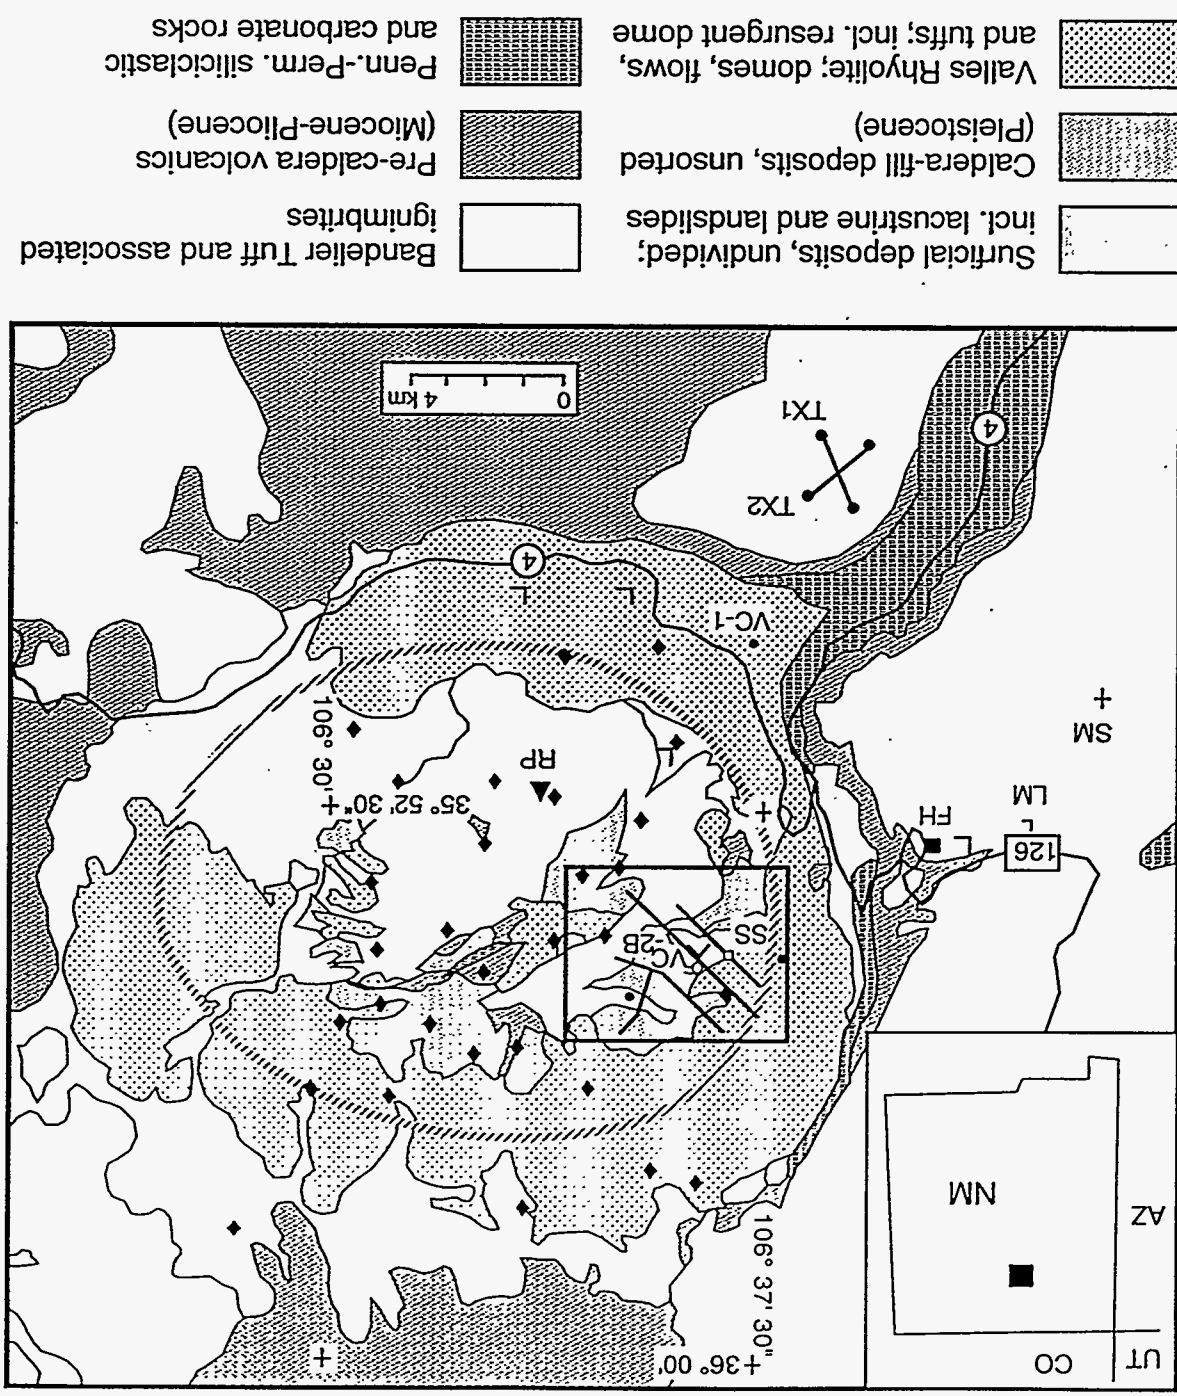 UT
CO
AZ
NM
+36° 00'
106° 37' 30"
126
LM
FH
SM
SS
VC
-2B
35° 52' 30"
106° 30'
RP
VC-1
L
L
L
L
L
4
4
TX2
TX1
0
4 km
Surficial deposits, undivided;
incl. lacustrine and landslides
Caldera-fill deposits, unsorted
(Pleistocene)
Valles Rhyolite; domes, flows,
and tuffs; incl. resurgent dome
Bandelier Tuff and associated
ignimbrites
Pre-caldera volcanics
(Miocene-Pliocene)
Penn.-Perm. siliciclastic
and carbonate rocks